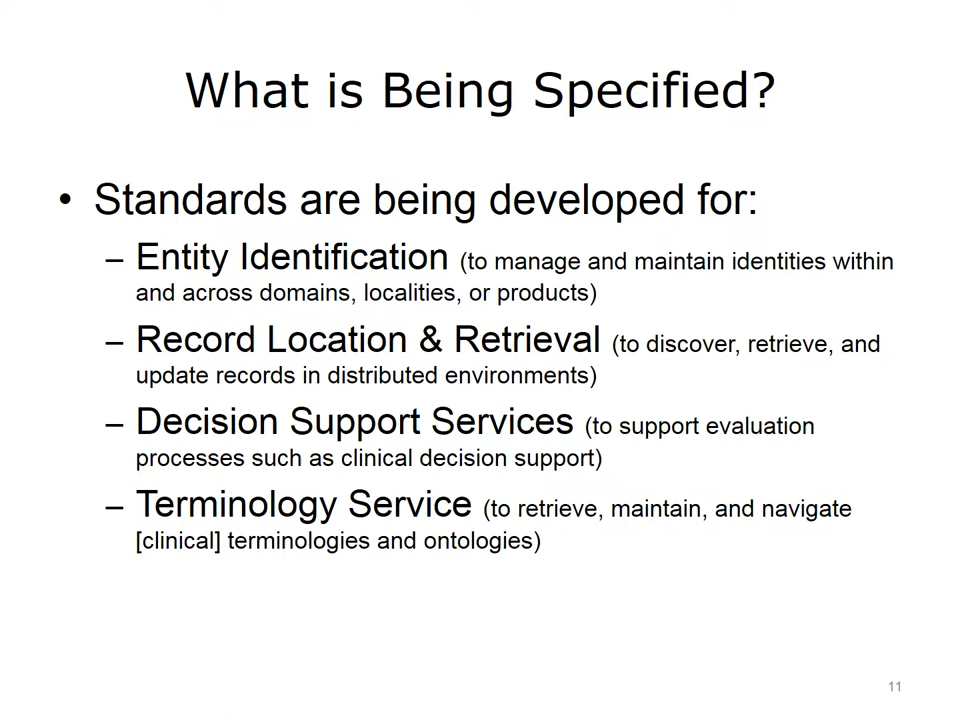 What is Being Specified?
• Standards are being developed for:
– Entity Identification (to manage and maintain identities within
and across domains, localities, or products)
– Record Location & Retrieval (to discover, retrieve, and
update records in distributed environments)
– Decision Support Services (to support evaluation
processes such as clinical decision support)
– Terminology Service (to retrieve, maintain, and navigate
[clinical] terminologies and ontologies)
11